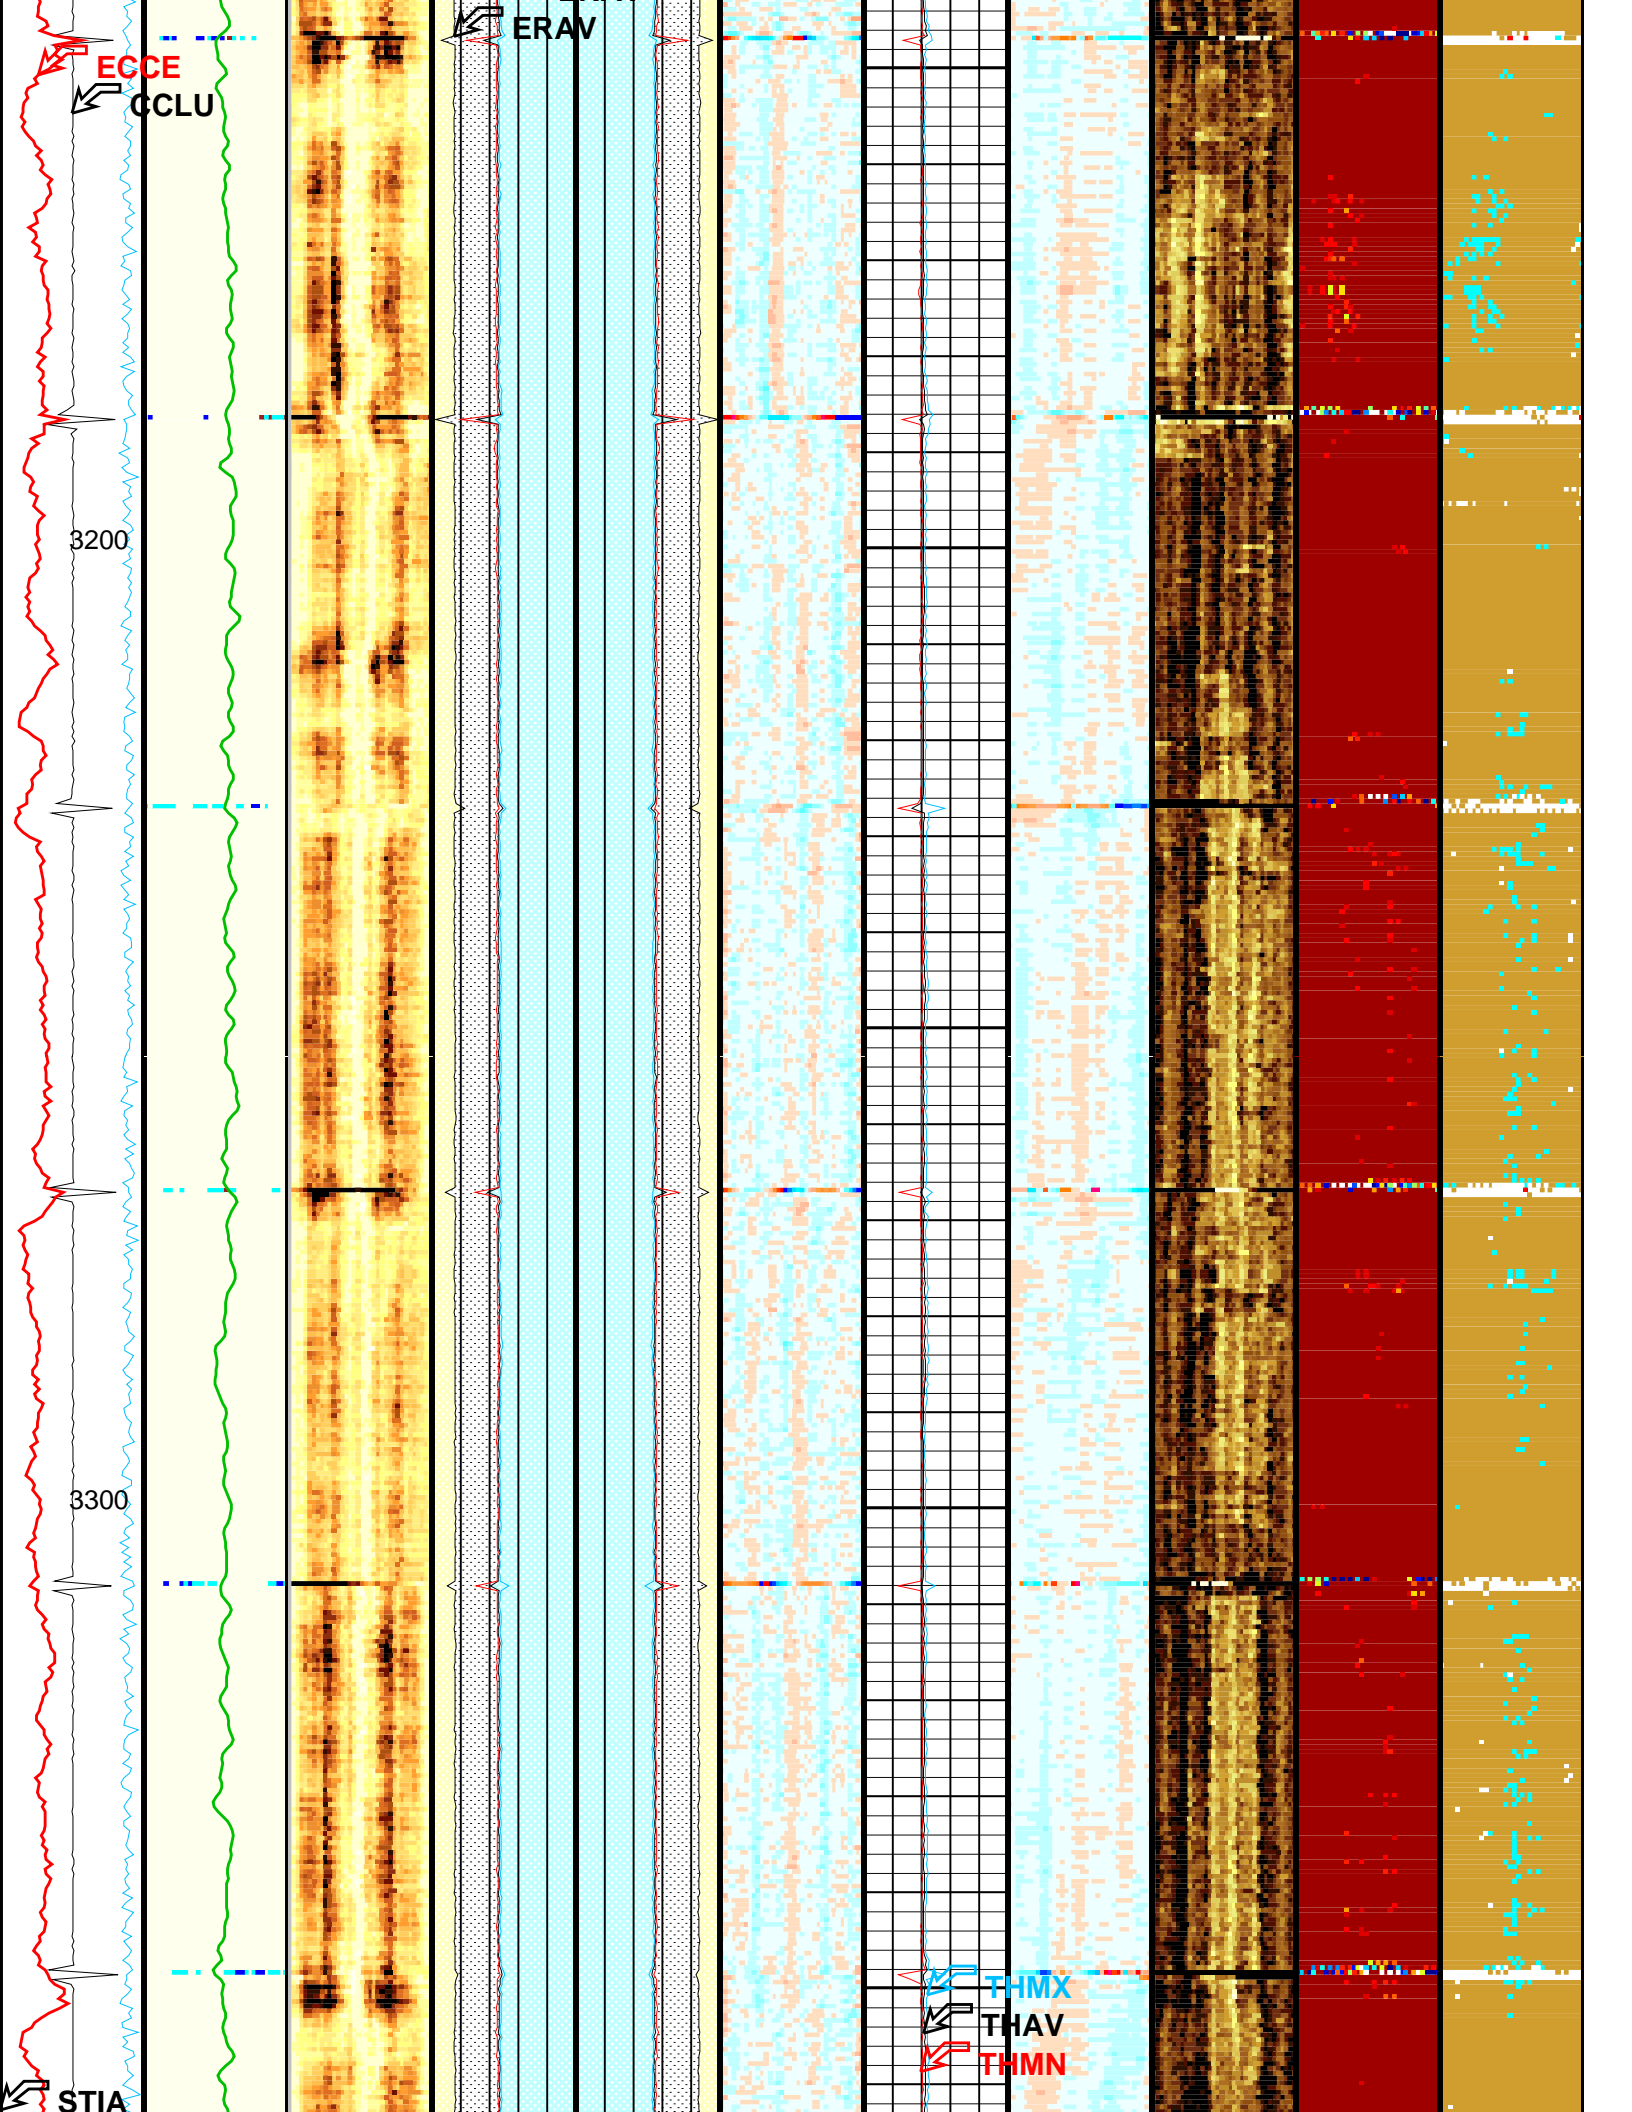 ERAV
ECCE
CCLU
3200
3300
THMX
THAV
THMN
STIA